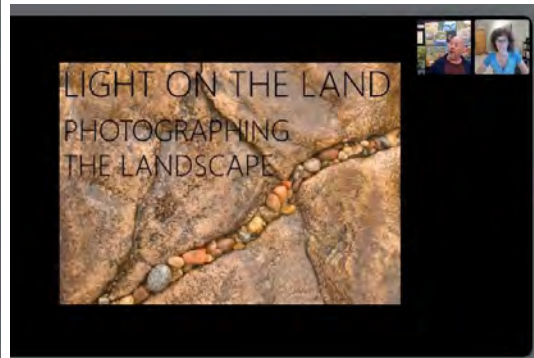 LIGHT ON THE LAND
PHOTOGRAPHING
THE LANDSCAPE